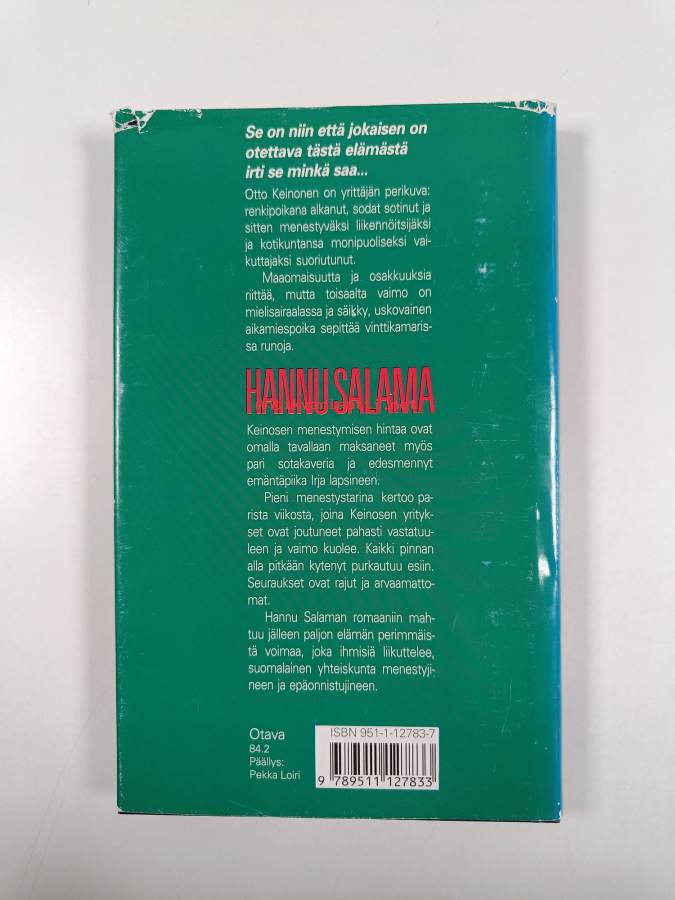 Se on niin että jokaisen on
otettava tästä elämästä
irti se minkä saa...
Otto Keinonen on yrittäjän perikuva:
renkipoikana alkanut, sodat sotinut ja
sitten menestyväksi liikennöitsijäksi
ja kotikuntansa monipuoliseksi vai-
kuttajaksi suoriutunut.
Maaomaisuutta ja osakkuuksia
riittää, mutta toisaalta vaimo on
mielisairaalassa ja säikky, uskovainen
aikamiespoika sepittää vinttikamaris-
sa runoja.
HANNU SALAMA
Keinosen menestymisen hintaa ovat
omalla tavallaan maksaneet myös
pari sotakaveria ja edesmennyt
emäntäpiika Irja lapsineen.
Pieni menestystarina kertoo pa-
rista viikosta, joina Keinosen yrityk-
set ovat joutuneet pahasti vastatuu-
leen ja vaimo kuolee. Kaikki pinnan
alla pitkään kytenyt purkautuu esiin.
Seuraukset ovat rajut ja arvaamatto-
mat.
Hannu Salaman romaaniin mah-
tuu jälleen paljon elämän perimmäis-
tä voimaa, joka ihmisiä liikuttelee,
suomalainen yhteiskunta menestyji-
neen ja epäonnistujineen.
Otava
84.2
Päällys:
Pekka Loiri
ISBN 951-1-12783-7
9 789511 127833